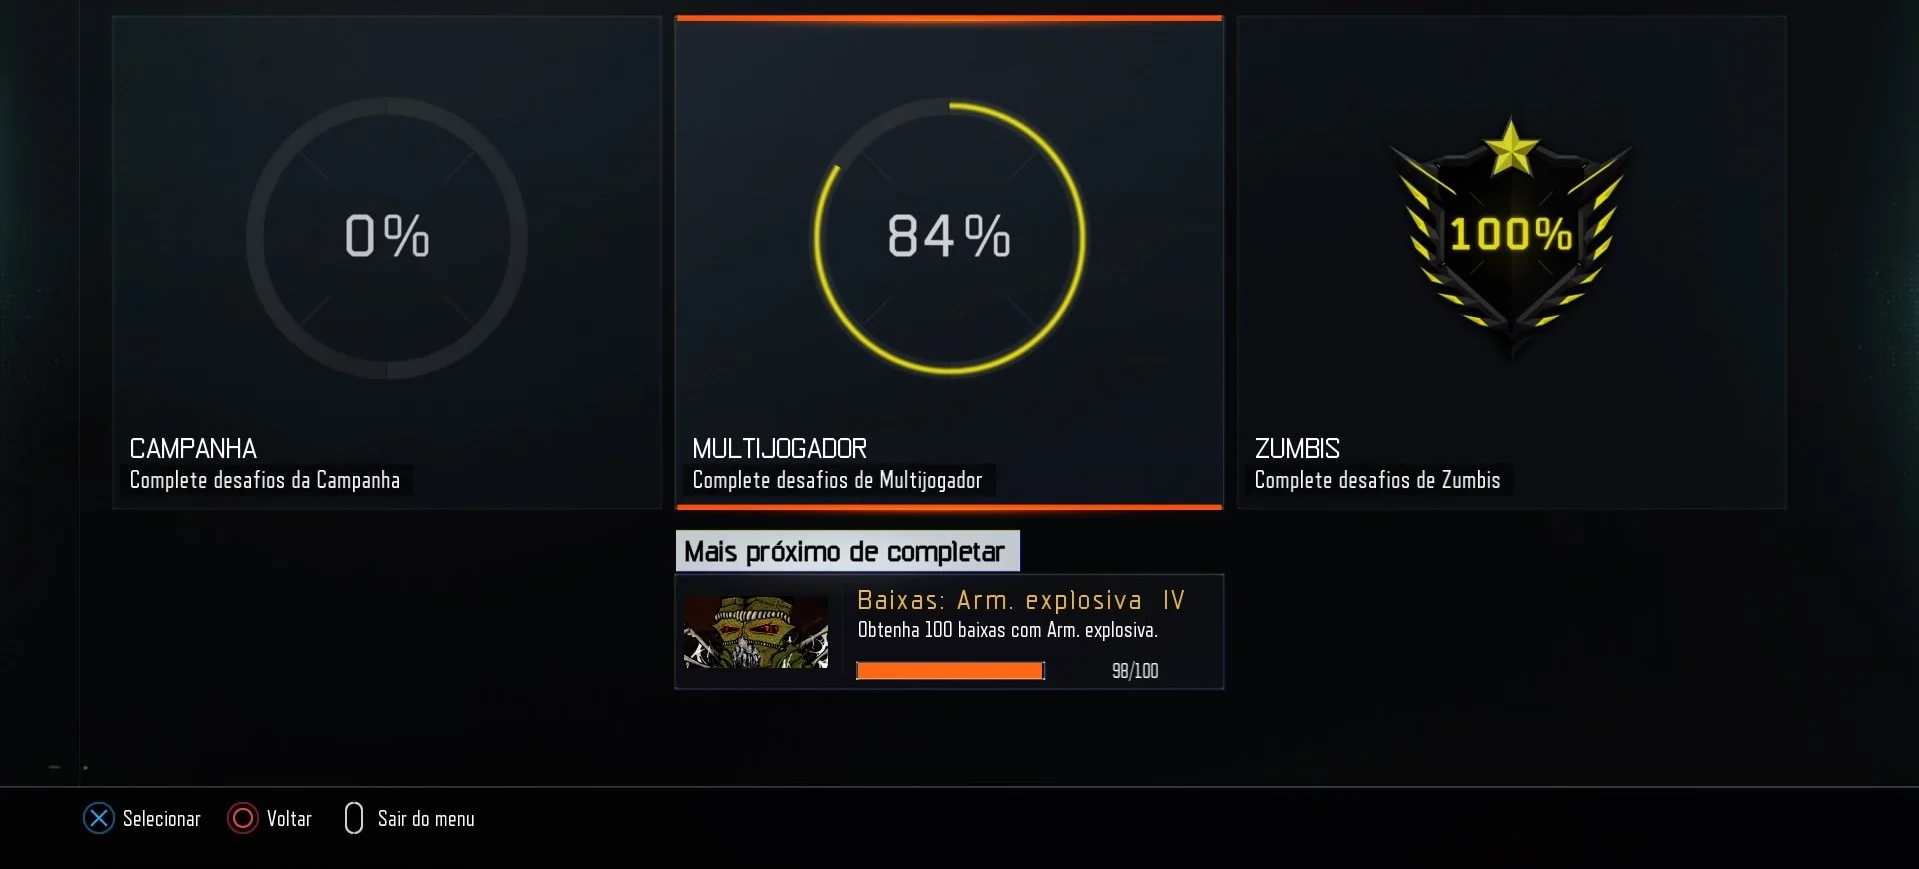 0%
84%
100%
CAMPANHA
Complete desafios da Campanha
MULTIJOGADOR
Complete desafios de Multijogador
ZUMBIS
Complete desafios de Zumbis
Mais próximo de completar
Baixas: Arm. explosiva IV
Obtenha 100 baixas com Arm. explosiva.
98/100
Selecionar
Voltar
Sair do menu